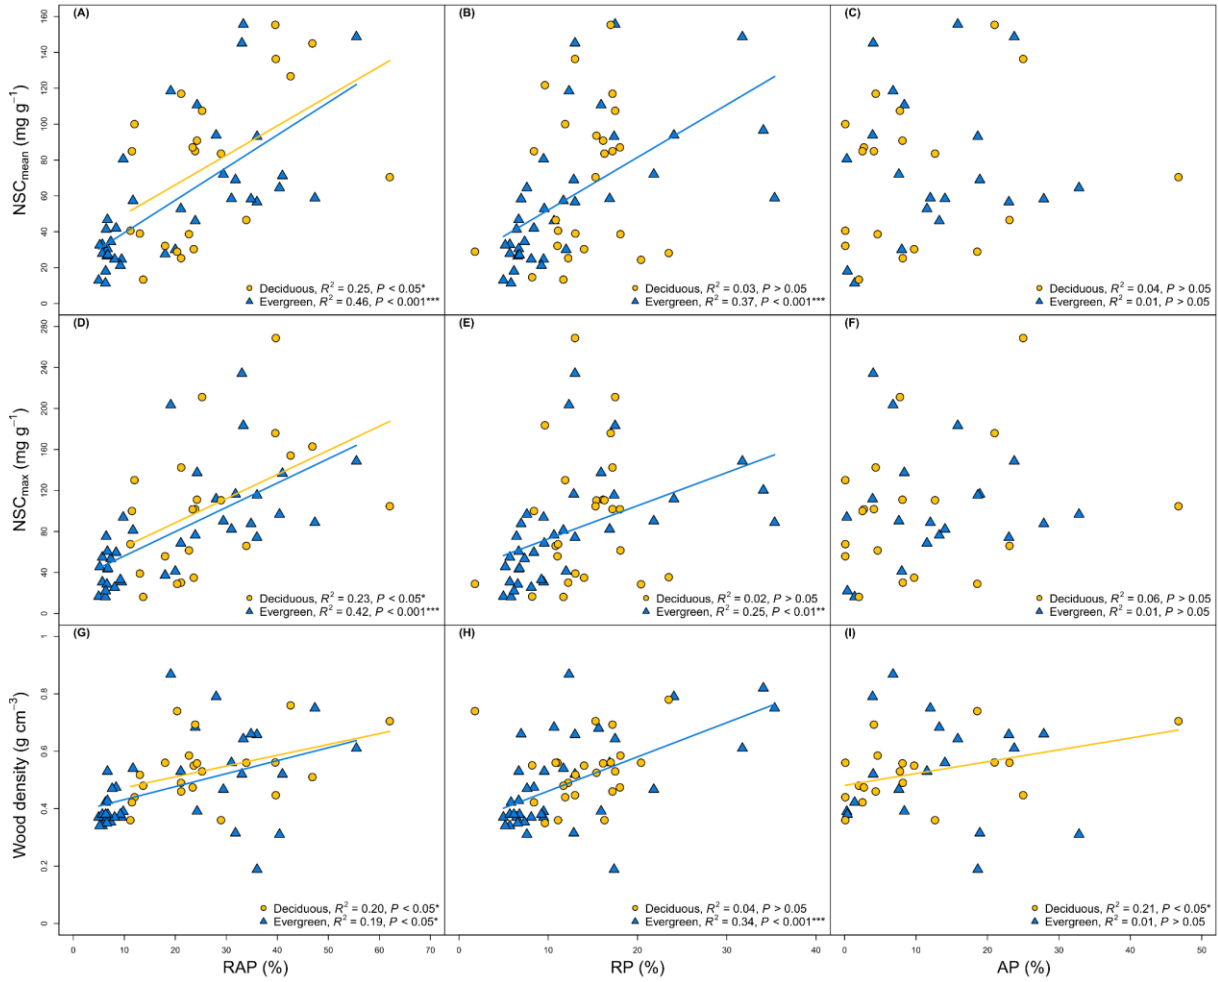 (A)
(B)
(C)
NSCmean (mg g−1)
160
140
120
100
80
60
40
20
0
Deciduous, R2 = 0.25, P < 0.05*
Evergreen, R2 = 0.46, P < 0.001***
Deciduous, R2 = 0.03, P > 0.05
Evergreen, R2 = 0.37, P < 0.001***
Deciduous, R2 = 0.04, P > 0.05
Evergreen, R2 = 0.01, P > 0.05
(D)
(E)
(F)
NSCmax (mg g−1)
280
240
200
160
120
80
40
0
Deciduous, R2 = 0.23, P < 0.05*
Evergreen, R2 = 0.42, P < 0.001***
Deciduous, R2 = 0.02, P > 0.05
Evergreen, R2 = 0.25, P < 0.01**
Deciduous, R2 = 0.06, P > 0.05
Evergreen, R2 = 0.01, P > 0.05
(G)
(H)
(I)
Wood density (g cm−3)
1
0.8
0.6
0.4
0.2
0
Deciduous, R2 = 0.20, P < 0.05*
Evergreen, R2 = 0.19, P < 0.05*
Deciduous, R2 = 0.04, P > 0.05
Evergreen, R2 = 0.34, P < 0.001***
Deciduous, R2 = 0.21, P < 0.05*
Evergreen, R2 = 0.01, P > 0.05
0 10 20 30 40 50 60 70
0 10 20 30 40
0 10 20 30 40 50
RAP (%)
RP (%)
AP (%)